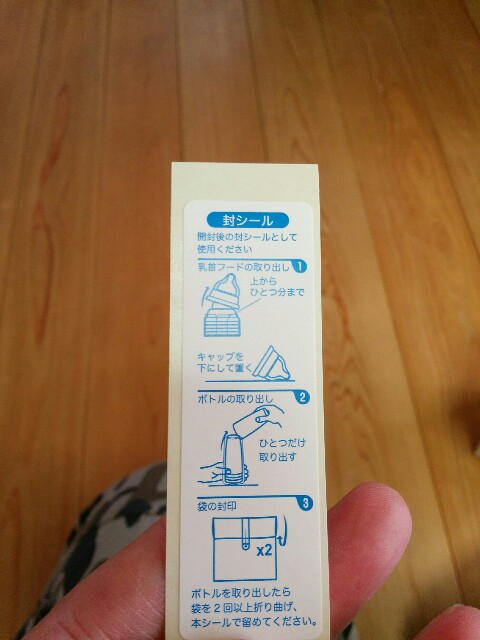 封シール
開封後の封シールとして
使用ください
乳首フードの取り出し 1
上から
ひとつ分まで
キャップを
下にして置く
ボトルの取り出し 2
ひとつだけ
取り出す
袋の封印 3
x2
ボトルを取り出したら
袋を2回以上折り曲げ、
本シールで留めてください。